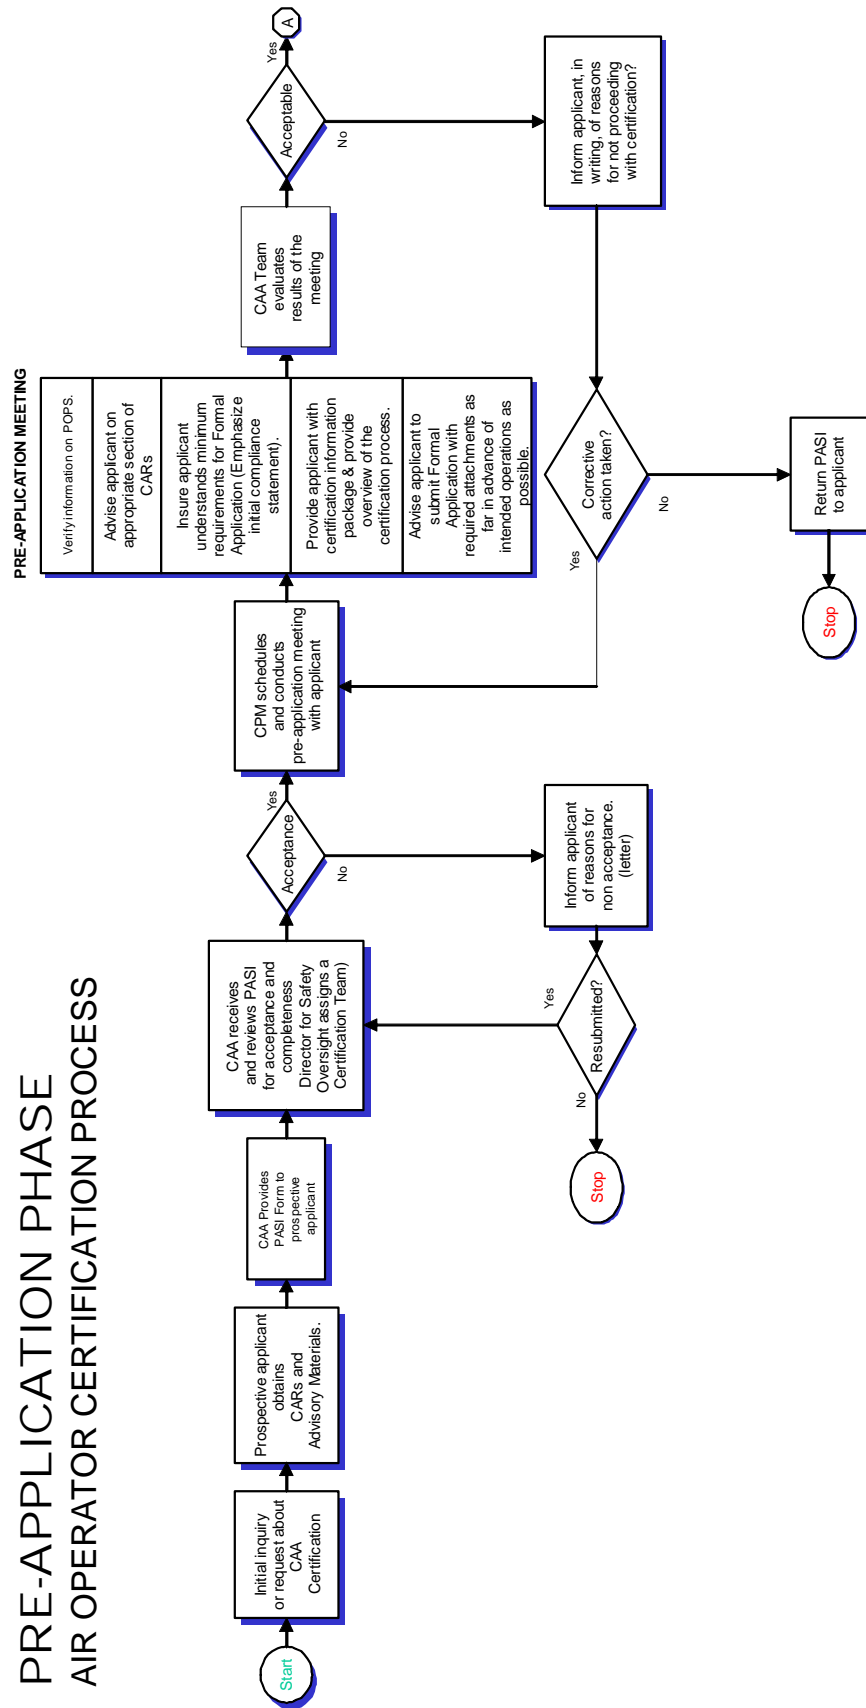 PRE-APPLICATION PHASE
AIR OPERATOR CERTIFICATION PROCESS
Start
Initial inquiry
or request about
CAA
Certification
Prospective applicant
obtains
CARs and
Advisory Materials.
CAA Provides
PASI Form to
prospective
applicant
CAA receives
and reviews PASI
for acceptance and
completeness
Director for Safety
Oversight assigns a
Certification Team)
Acceptance
Yes
No
Inform applicant
of reasons for
non acceptance.
(letter)
Resubmitted?
Yes
No
Stop
CPM schedules
and conducts
pre-application meeting
with applicant
PRE-APPLICATION MEETING
Verify information on POPS.
Advise applicant on
appropriate section of
CARs
Insure applicant
understands minimum
requirements for Formal
Application (Emphasize
initial compliance
statement).
Provide applicant with
certification information
package & provide
overview of the
certification process.
Advise applicant to
submit Formal
Application with
required attachments as
far in advance of
intended operations as
possible.
CAA Team
evaluates
results of the
meeting
Acceptable
Yes
A
No
Inform applicant, in
writing, of reasons
for not proceeding
with certification?
Corrective
action taken?
Yes
No
Return PASI
to applicant
Stop